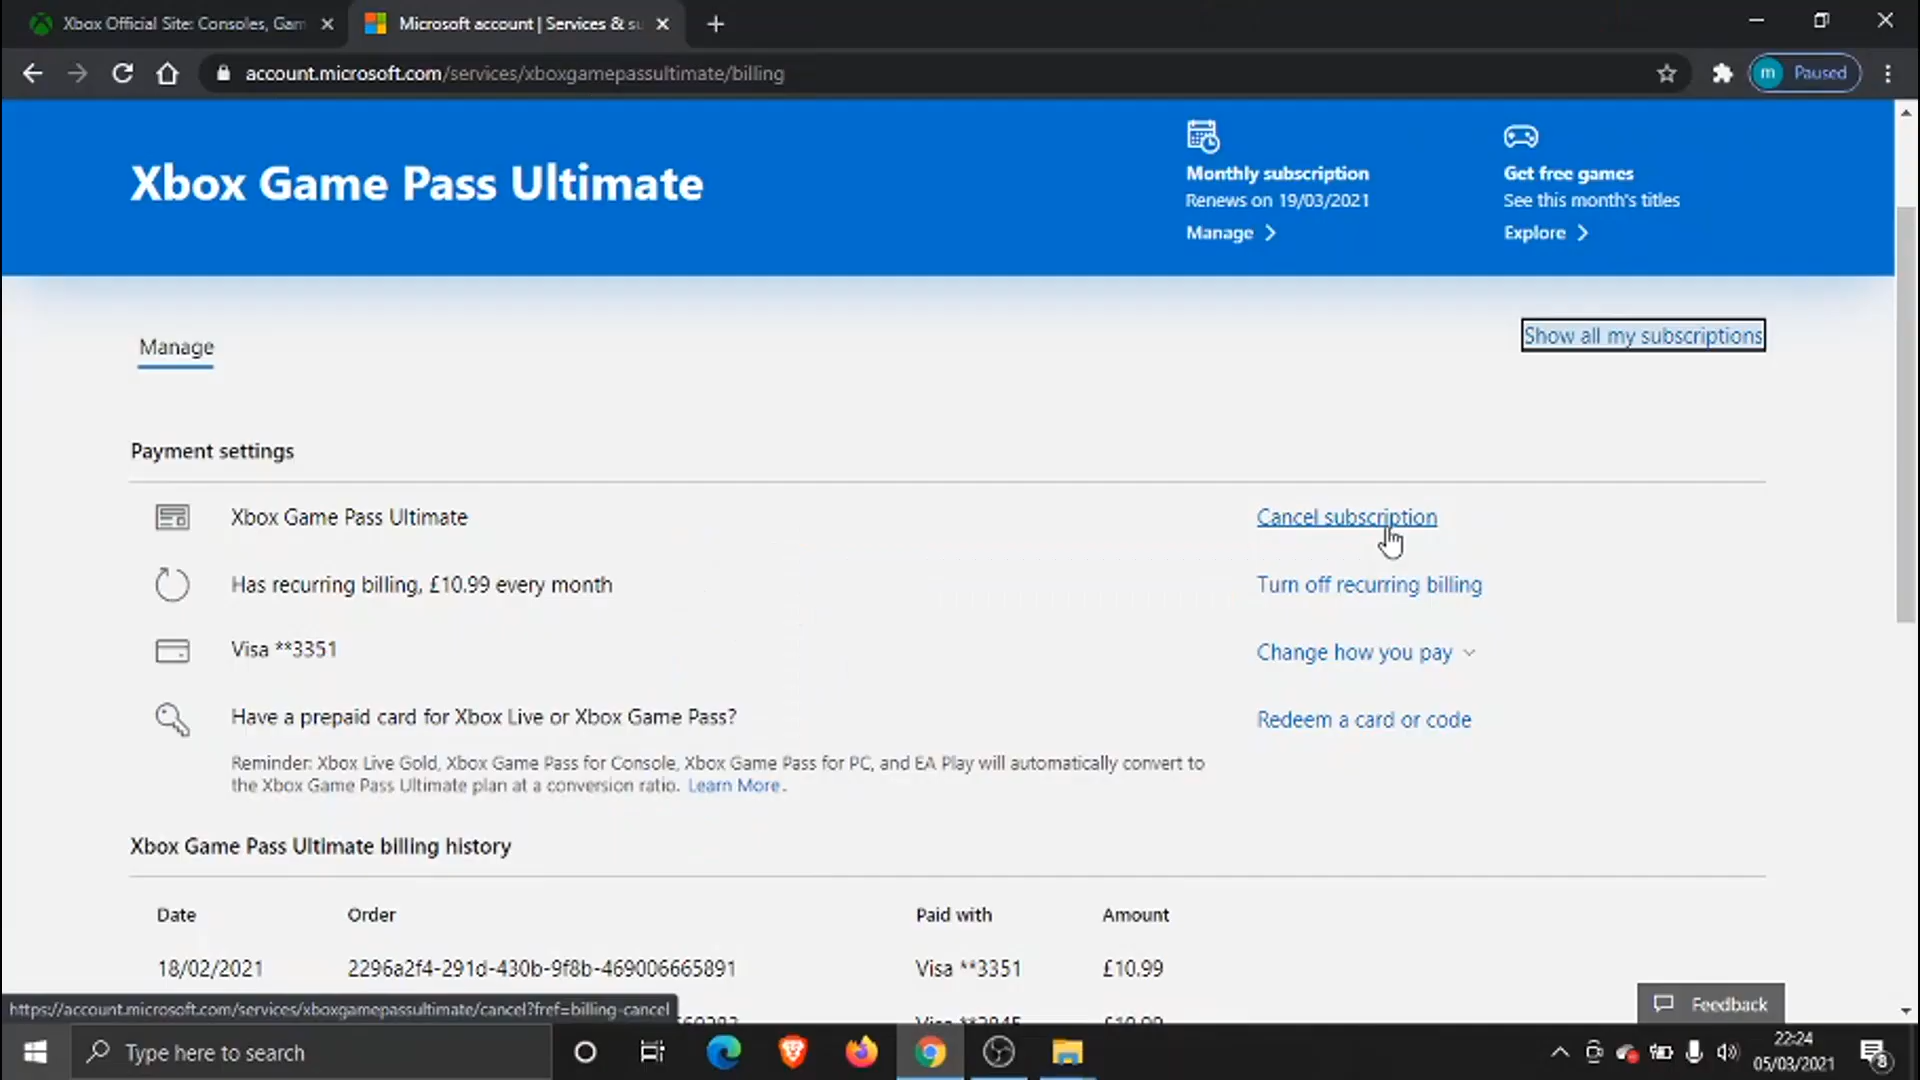 Xbox Official Site: Consoles, Gam
Microsoft account | Services & su
account.microsoft.com/services/xboxgamepassultimate/billing
m Paused
Xbox Game Pass Ultimate
Monthly subscription
Renews on 19/03/2021
Manage
Get free games
See this month's titles
Explore
Manage
Show all my subscriptions
Payment settings
Xbox Game Pass Ultimate
Cancel subscription
Has recurring billing, £10.99 every month
Turn off recurring billing
Visa **3351
Change how you pay
Have a prepaid card for Xbox Live or Xbox Game Pass?
Redeem a card or code
Reminder: Xbox Live Gold, Xbox Game Pass for Console, Xbox Game Pass for PC, and EA Play will automatically convert to
the Xbox Game Pass Ultimate plan at a conversion ratio. Learn More.
Xbox Game Pass Ultimate billing history
Date Order Paid with Amount
18/02/2021 2296a2f4-291d-430b-9f8b-469006665891 Visa **3351 £10.99
https://account.microsoft.com/services/xboxgamepassultimate/cancel?fref=billing-cancel
£10.99
Feedback
Type here to search
22:24
05/03/2021
8